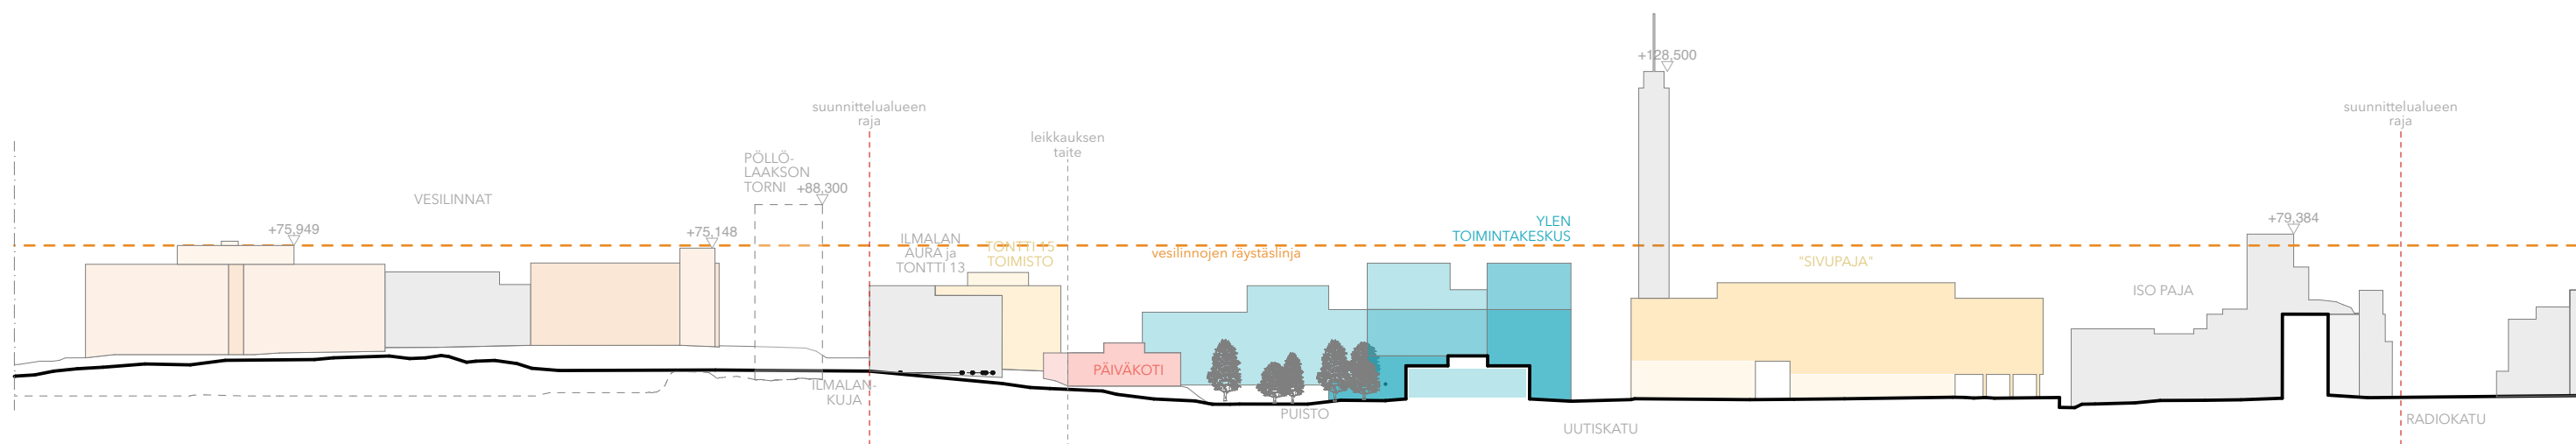 +128,500
suunnittelualueen
raja
suunnittelualueen
raja
leikkauksen
taite
PÖLLÖ-
LAAKSON
TORNI
+88,300
VESILINNAT
+75,949
+75,148
ILMALAN
AURA ja
TONTTI 13
TONTTI 15
TOIMISTO
vesilinnojen räystäslinja
YLEN
TOIMINTAKESKUS
"SIVUPAJA"
+79,384
ISO PAJA
PÄIVÄKOTI
ILMALAN-
KUJA
PUISTO
UUTISKATU
RADIOKATU